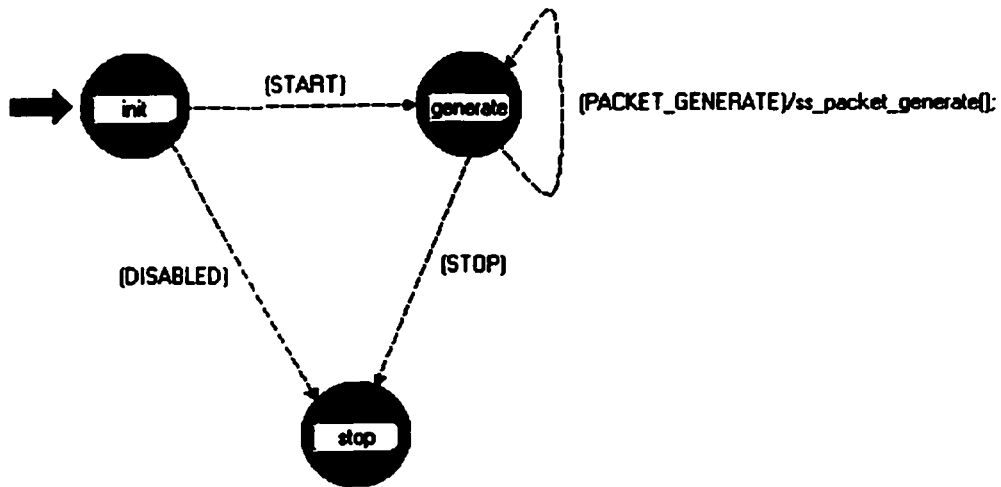 (START)
init
generate
(PACKET_GENERATE)/ss_packet_generate();
(DISABLED)
(STOP)
stop